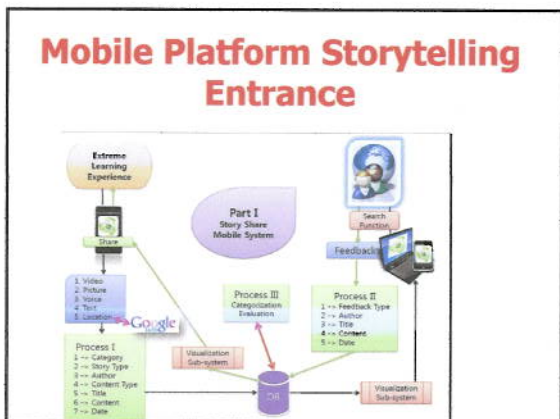 Mobile Platform Storytelling
Entrance
Extreme
Learning
Experience
Share
1. Video
2. Picture
3. Voice
4. Text
5. Location
Google
Process I
1 -> Category
2 -> Story Type
3 -> Author
4 -> Content Type
5 -> Title
6 -> Content
7 -> Date
Part I
Story Share
Mobile System
Process III
Categorization
Evaluation
Visualization
Sub-system
DB
Search
Function
Feedbacks
Process II
1 -> Feedback Type
2 -> Author
3 -> Title
4 -> Content
5 -> Date
Visualization
Sub-system